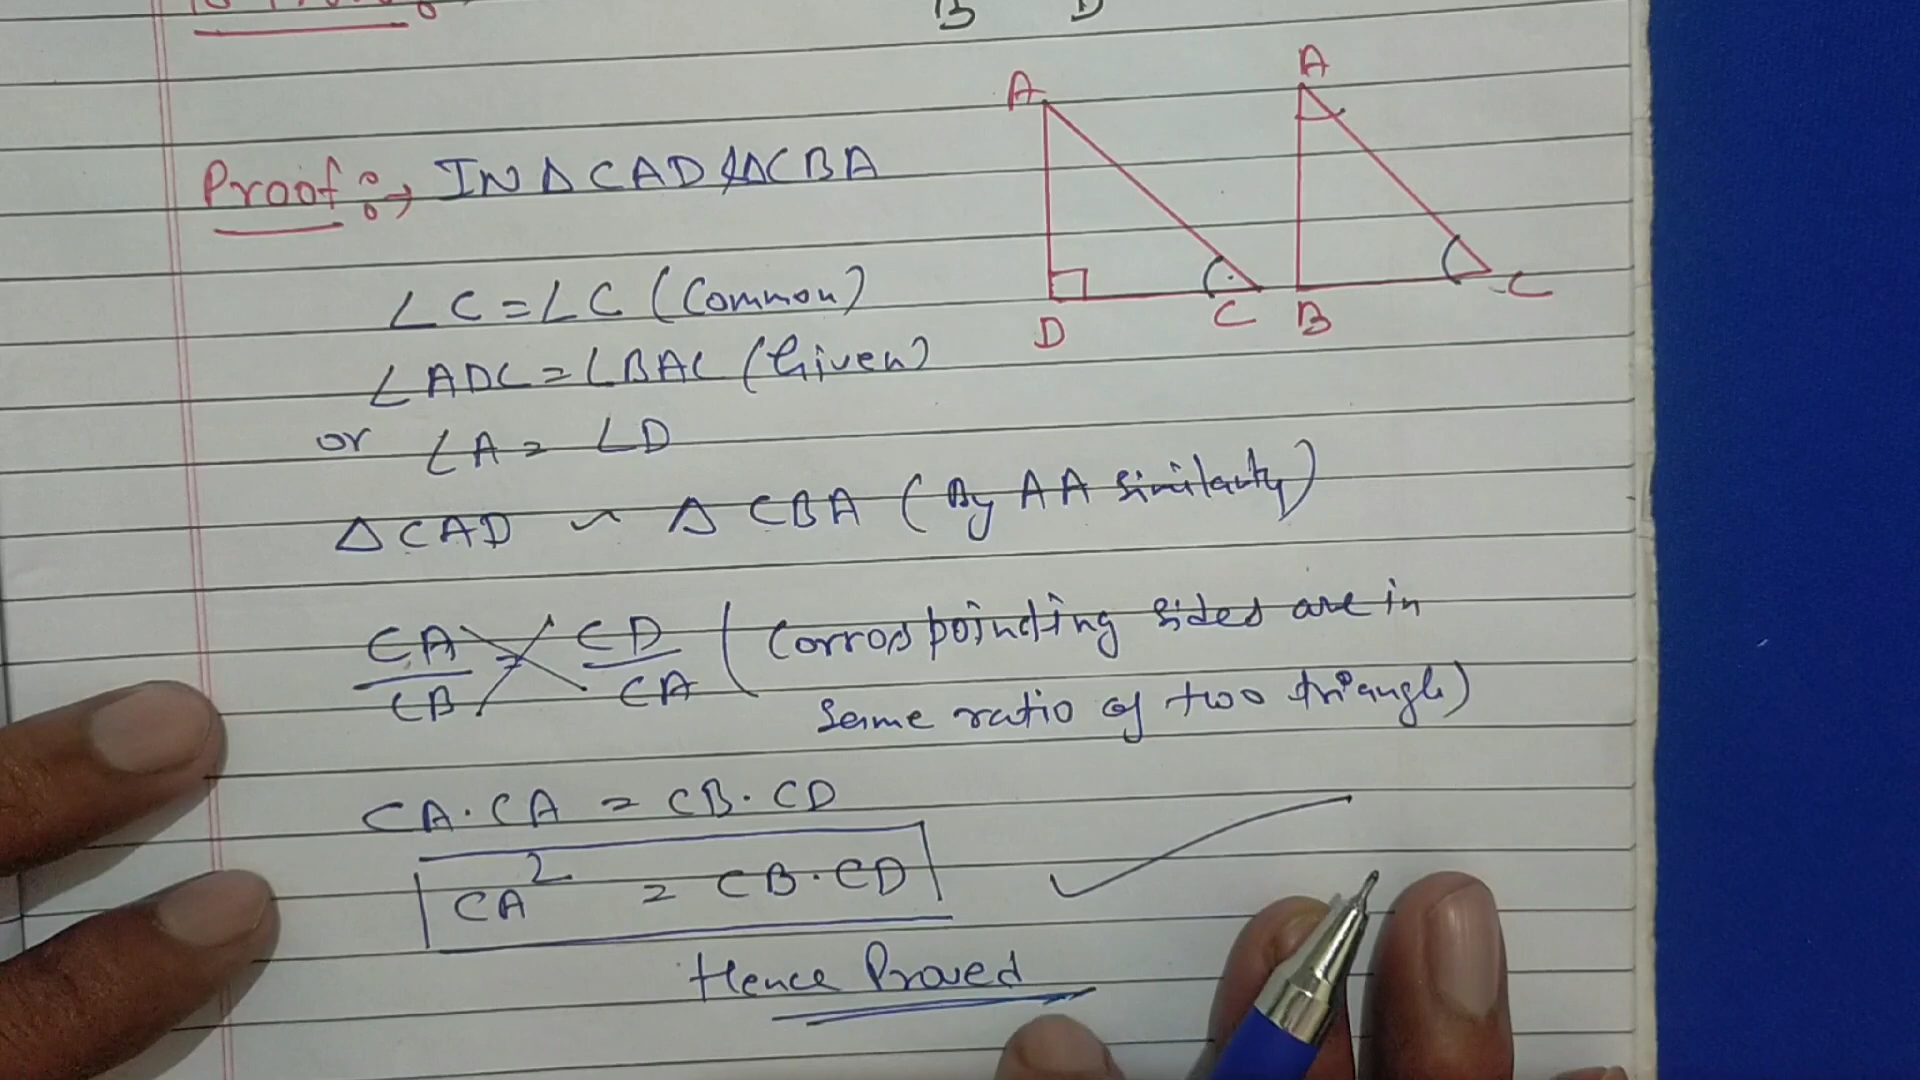 B D
Proof :→ IN △ CAD & △ CBA
∠C = ∠C (Common)
∠ADC = ∠BAC (Given)
or ∠A = ∠D
△ CAD ~ △ CBA (By AA Similarity)
CA/CB = CD/CA (Corrospointing sides are in
Same ratio of two triangle)
CA·CA = CB·CD
CA² = CB·CD
Hence Proved
A
D
C
A
B
C